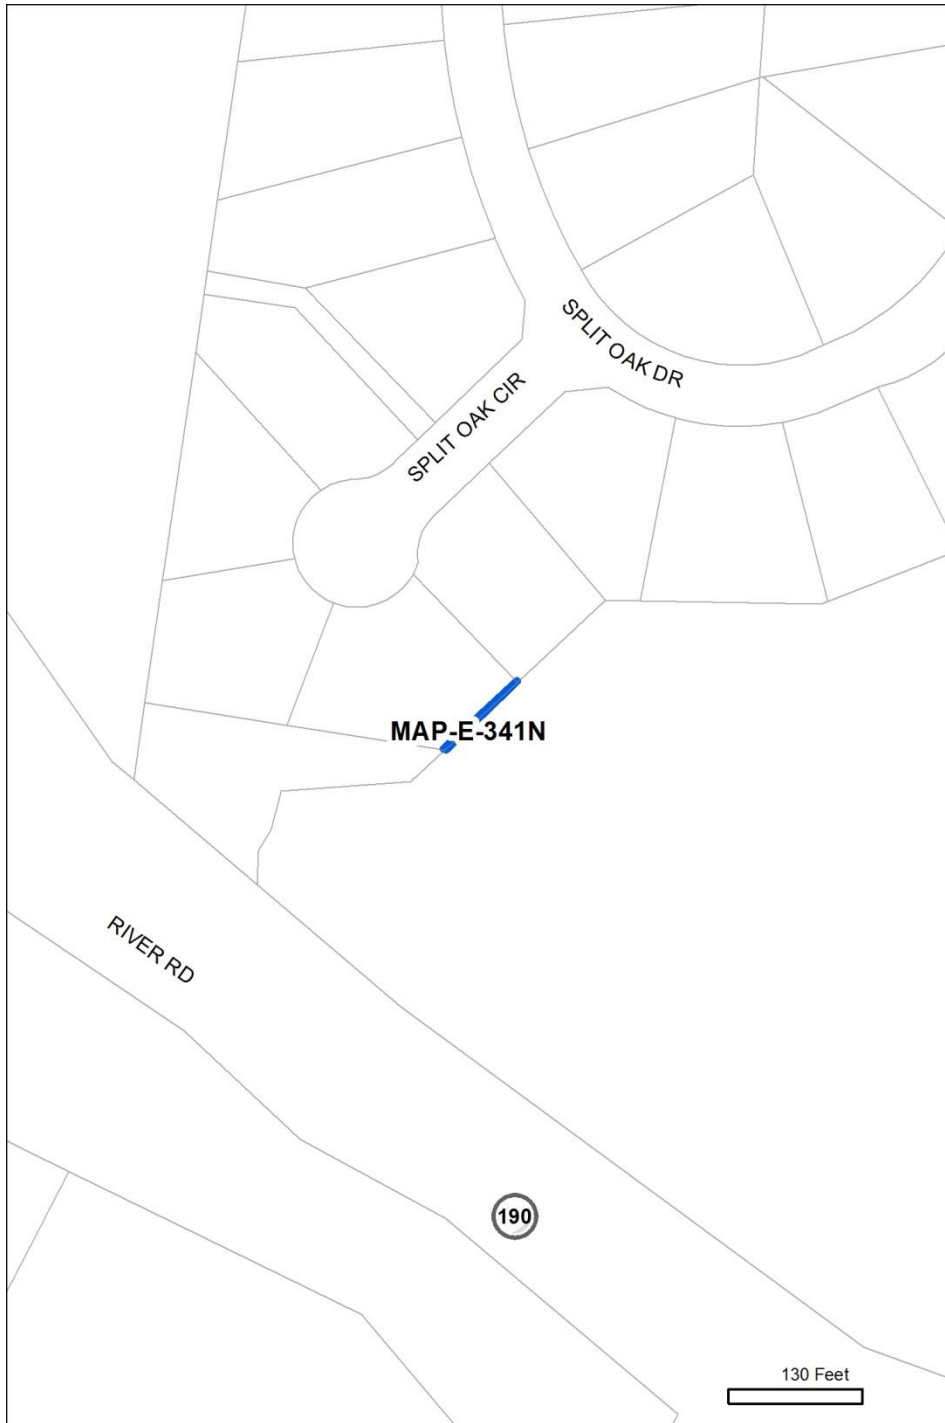 SPLIT OAK DR
SPLIT OAK CIR
MAP-E-341N
RIVER RD
190
130 Feet